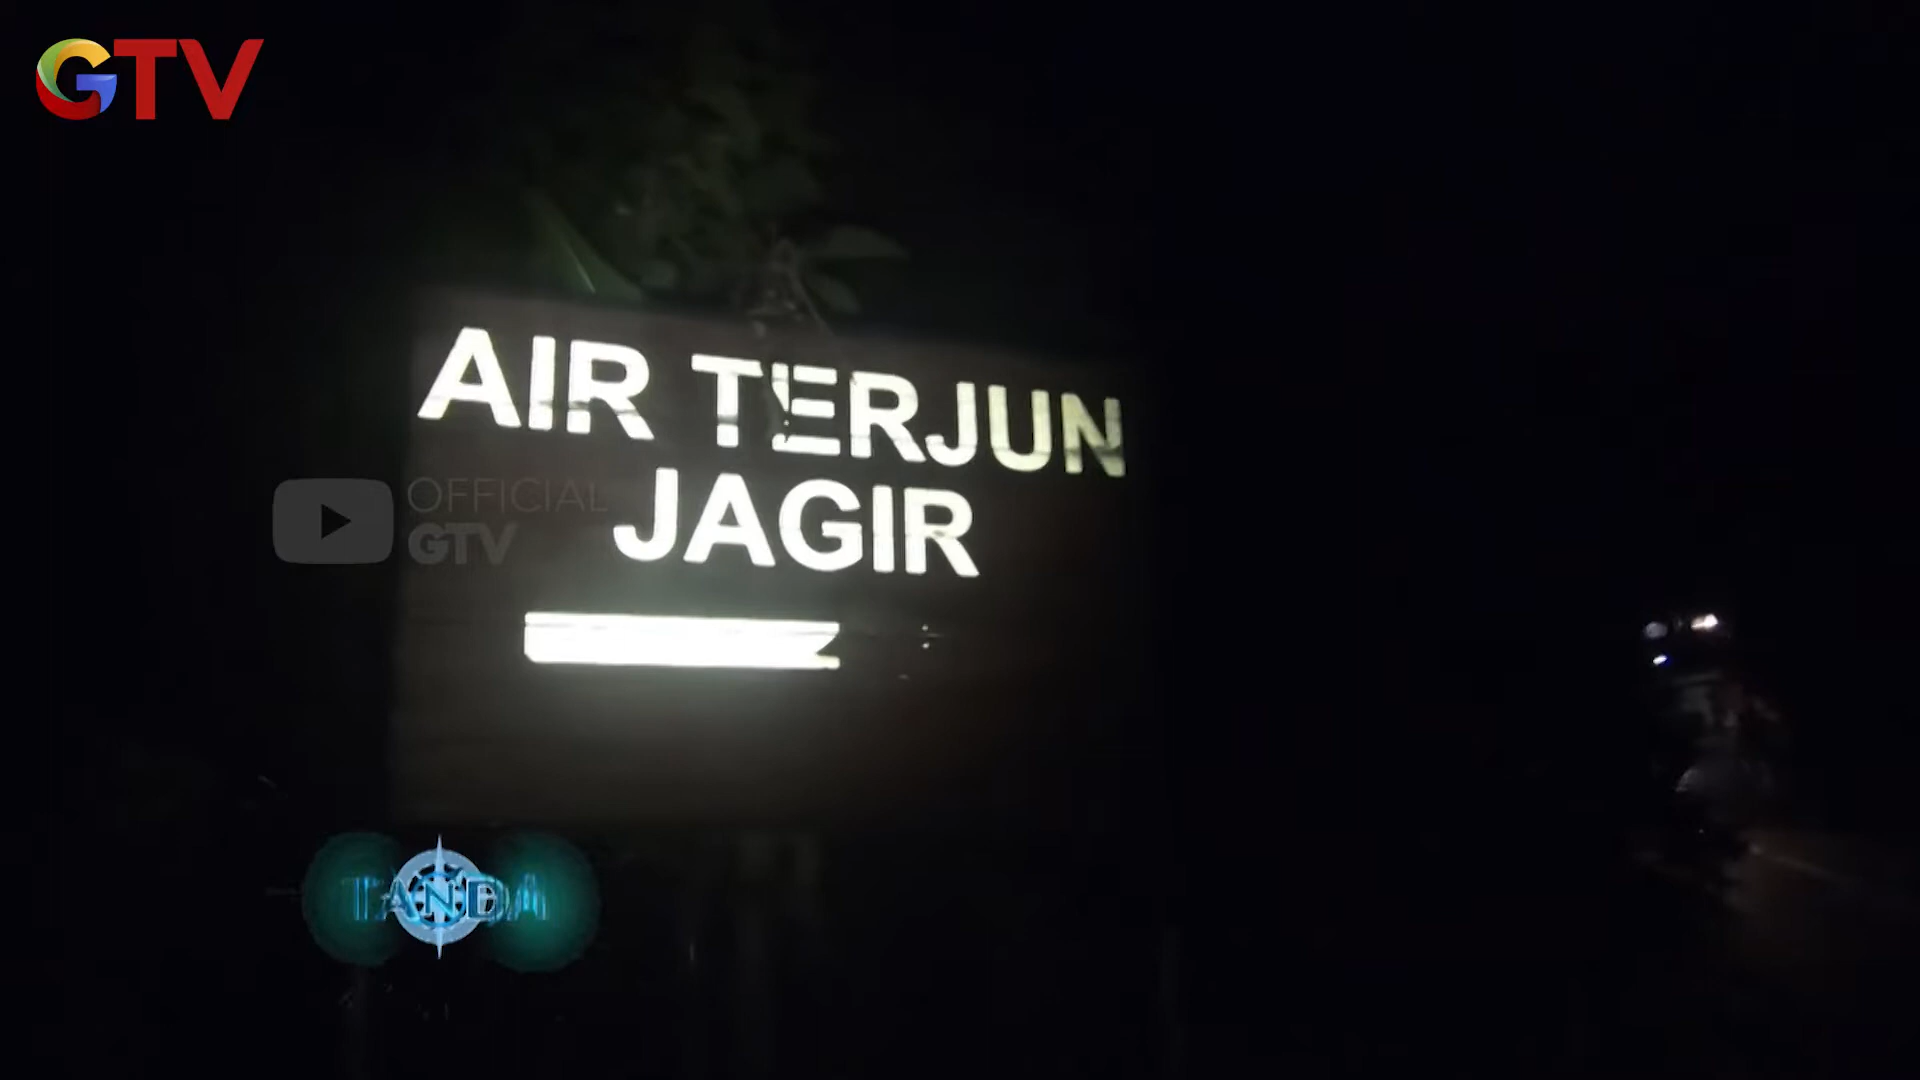 GTV
AIR TERJUN
JAGIR
OFFICIAL
GTV
TANDA